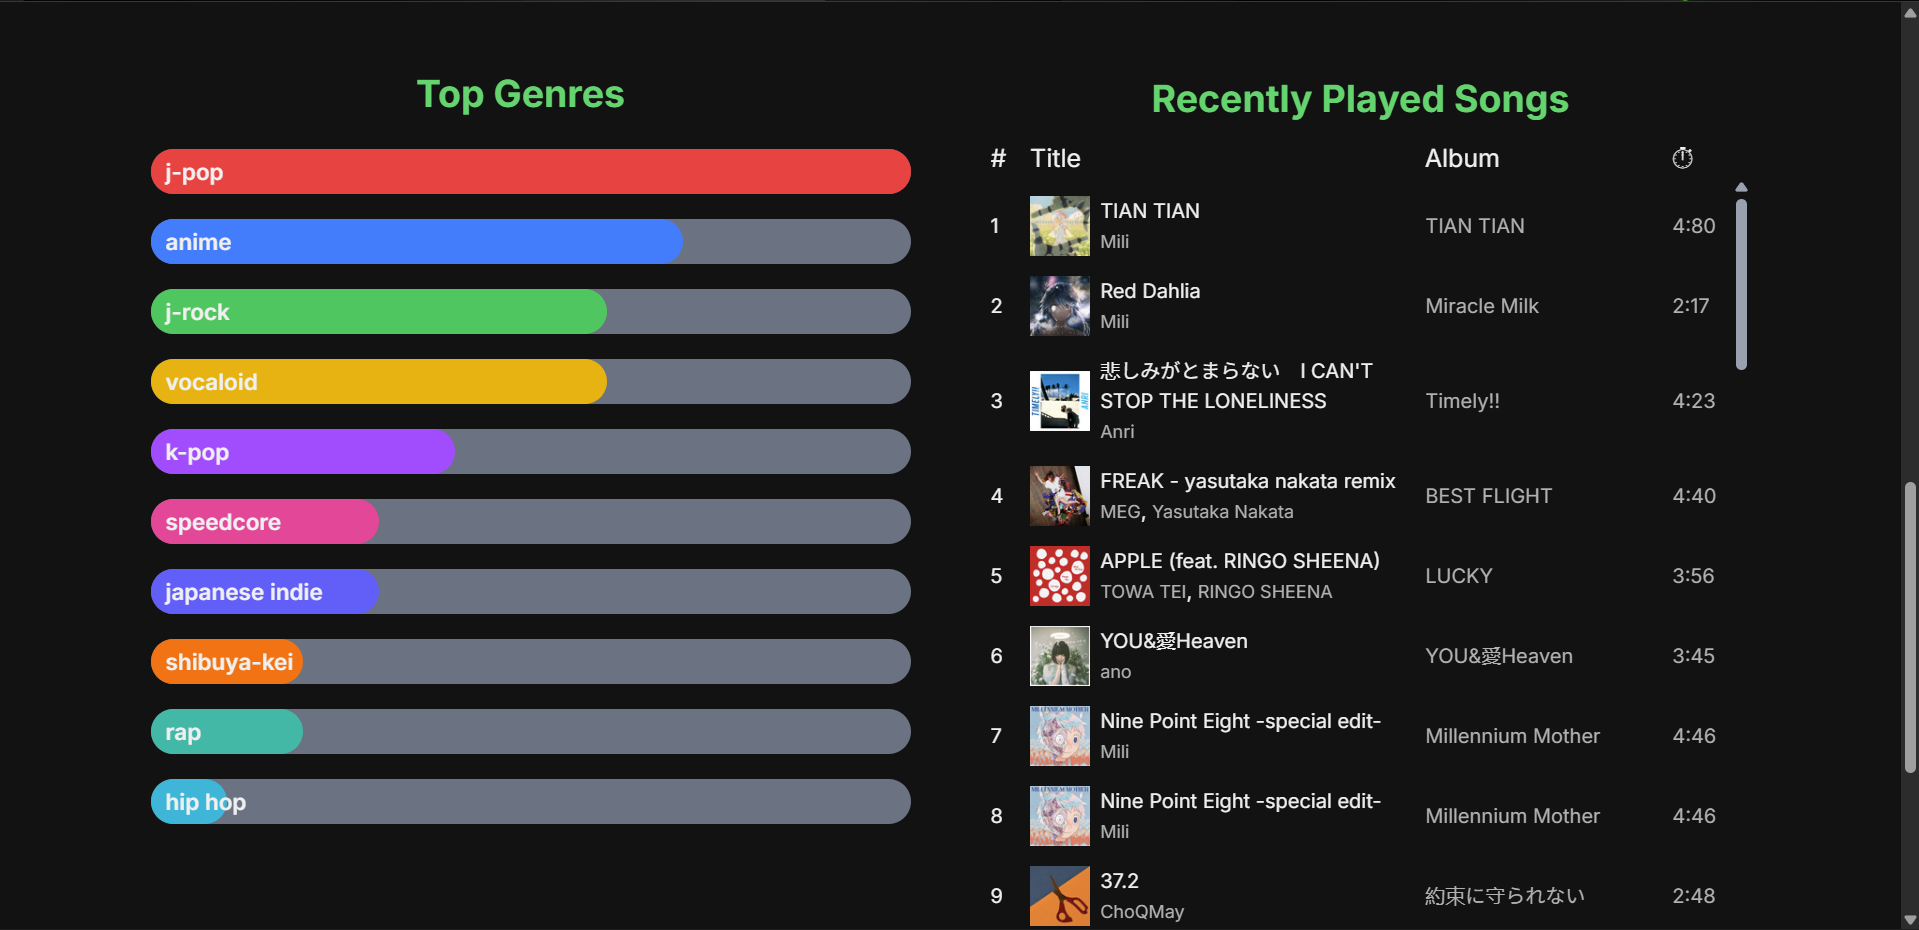 Top Genres
j-pop
anime
j-rock
vocaloid
k-pop
speedcore
japanese indie
shibuya-kei
rap
hip hop
Recently Played Songs
# Title Album
1 TIAN TIAN TIAN TIAN 4:80
Mili
2 Red Dahlia Miracle Milk 2:17
Mili
悲しみがとまらない　I CAN'T
3 STOP THE LONELINESS Timely!! 4:23
Anri
4 FREAK - yasutaka nakata remix BEST FLIGHT 4:40
MEG, Yasutaka Nakata
5 APPLE (feat. RINGO SHEENA) LUCKY 3:56
TOWA TEI, RINGO SHEENA
6 YOU&愛Heaven YOU&愛Heaven 3:45
ano
7 Nine Point Eight -special edit- Millennium Mother 4:46
Mili
8 Nine Point Eight -special edit- Millennium Mother 4:46
Mili
9 37.2 約束に守られない 2:48
ChoQMay
TIMELY!!
ANRI
MILLENNIUM MOTHER
MILLENNIUM MOTHER